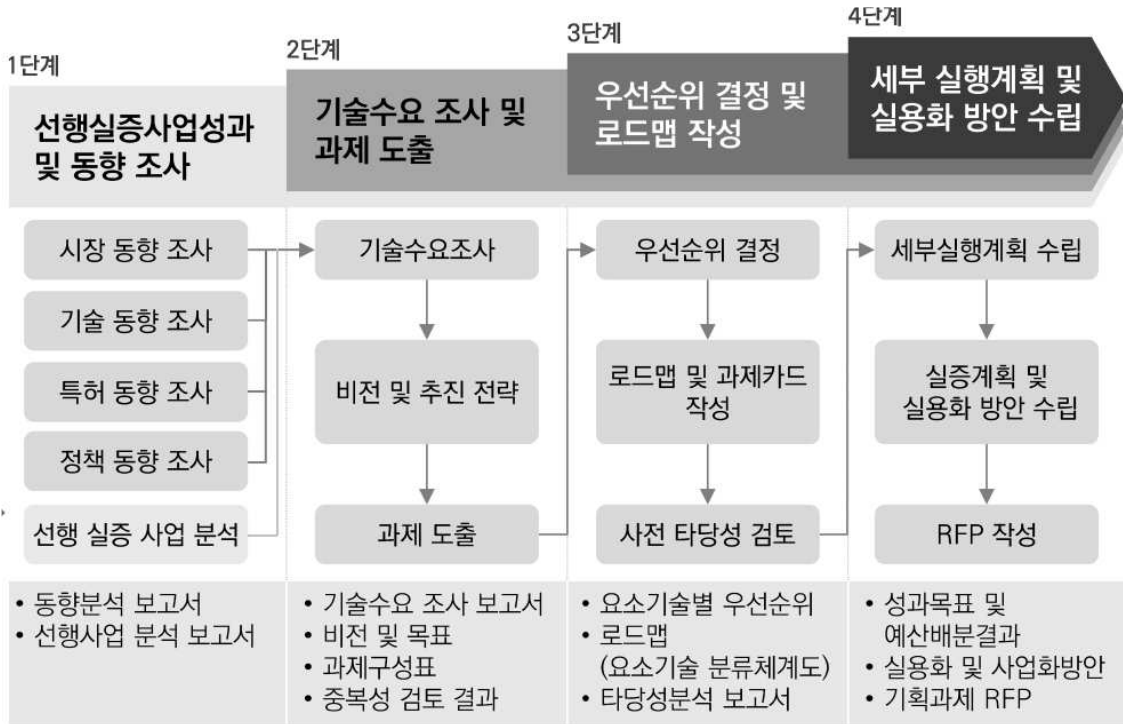 1단계
선행실증사업성과
및 동향 조사
시장 동향 조사
기술 동향 조사
특허 동향 조사
정책 동향 조사
선행 실증 사업 분석
• 동향분석 보고서
• 선행사업 분석 보고서
2단계
기술수요 조사 및
과제 도출
기술수요조사
비전 및 추진 전략
과제 도출
• 기술수요 조사 보고서
• 비전 및 목표
• 과제구성표
• 중복성 검토 결과
3단계
우선순위 결정 및
로드맵 작성
우선순위 결정
로드맵 및 과제카드
작성
사전 타당성 검토
• 요소기술별 우선순위
• 로드맵
(요소기술 분류체계도)
• 타당성분석 보고서
4단계
세부 실행계획 및
실용화 방안 수립
세부실행계획 수립
실증계획 및
실용화 방안 수립
RFP 작성
• 성과목표 및
예산배분결과
• 실용화 및 사업화방안
• 기획과제 RFP